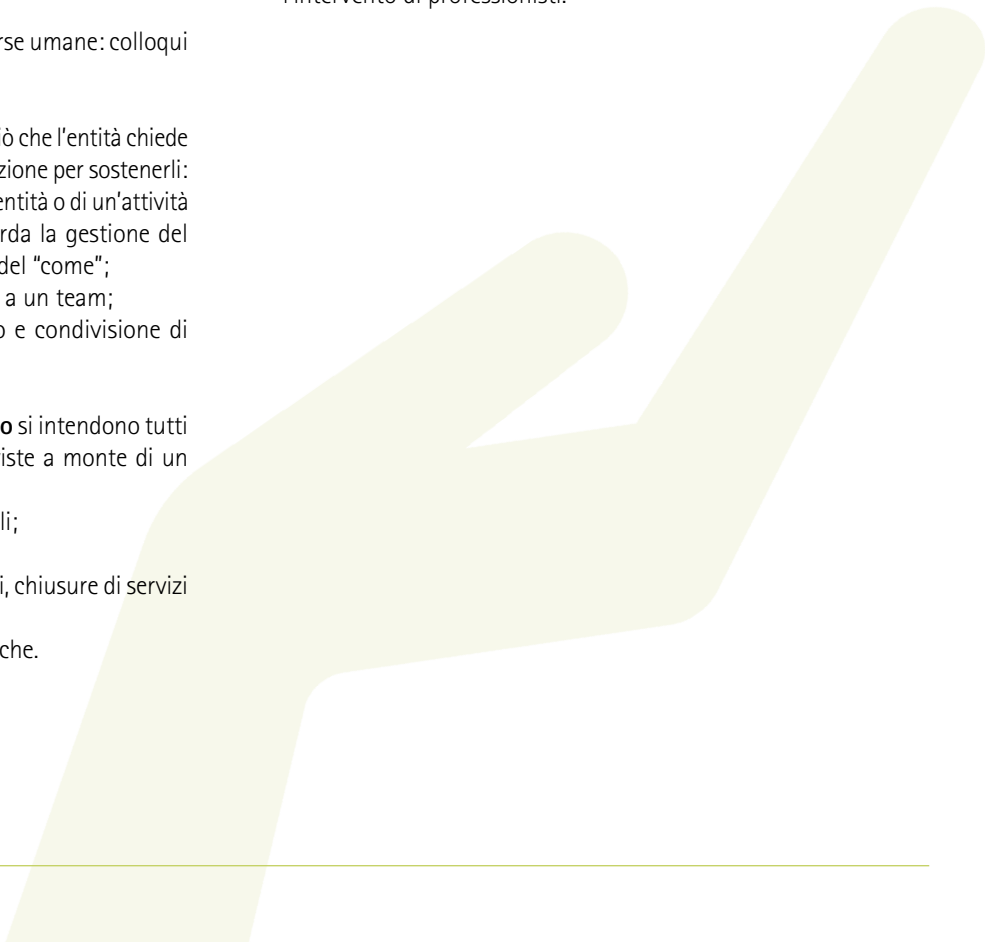 rse umane: colloqui
iò che l'entità chiede
zione per sostenerli:
entità o di un'attività
rda la gestione del
del “come”;
a un team;
o e condivisione di
o si intendono tutti
iste a monte di un
li;
i, chiusure di servizi
che.
l'intervento di professionisti.